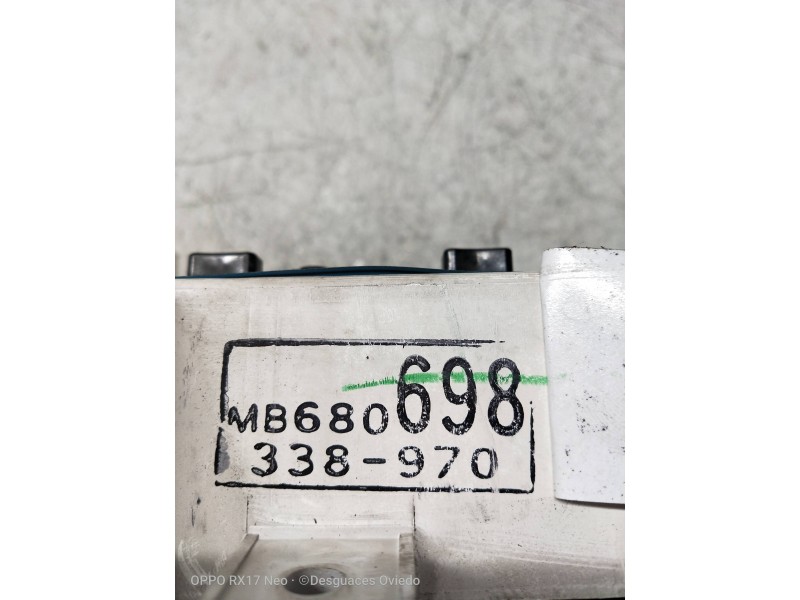 MB680698
338-970
OPPO RX17 Neo • ©Desguaces Oviedo